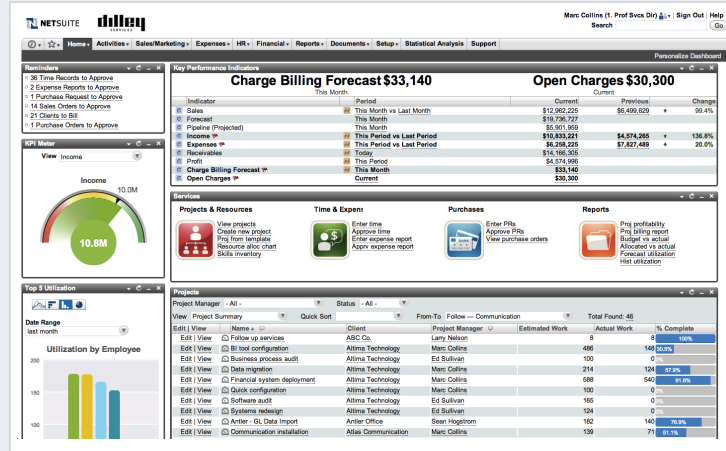 Marc Collins (1. Prof Svcs Dir) | Sign Out | Help
NETSUITE dilley SERVICES Search Go
Home Activities Sales/Marketing Expenses HR Financial Reports Documents Setup Statistical Analysis Support
Personalize Dashboard
Reminders
36 Time Records to Approve
2 Expense Reports to Approve
1 Purchase Request to Approve
14 Sales Orders to Approve
21 Clients to Bill
1 Purchase Orders to Approve
KPI Meter
View Income
Income
10.0M
10.8M
Top 5 Utilization
Date Range
last month
Utilization by Employee
200
150
100
Key Performance Indicators
Charge Billing Forecast $33,140 Open Charges $30,300
This Month Current
Indicator Period Current Previous Change
Sales This Month vs Last Month $12,962,225 $6,499,629 99.4%
Forecast This Month $19,736,727
Pipeline (Projected) This Month $5,901,959
Income This Period vs Last Period $10,833,221 $4,574,265 136.8%
Expenses This Period vs Last Period $6,258,225 $7,827,489 20.0%
Receivables Today $14,166,305
Profit This Period $4,574,996
Charge Billing Forecast This Month $33,140
Open Charges Current $30,300
Services
Projects & Resources Time & Expens Purchases Reports
View projects
Create new project
Proj from template
Resource alloc chart
Skills inventory
Enter time
Approve time
Enter expense report
Apprv expense report
Enter PRs
Approve PRs
View purchase orders
Proj profitability
Proj billing report
Budget vs actual
Allocated vs actual
Forecast utilization
Hist utilization
Projects
Project Manager - All - Status - All -
View Project Summary Quick Sort From-To Follow — Communication Total Found: 46
Edit | View Name Client Project Manager Estimated Work Actual Work % Complete
Edit | View Follow up services ABC Co. Larry Nelson 8 8 100%
Edit | View BI tool configuration Altima Technology Marc Collins 486 148 30.5%
Edit | View Business process audit Altima Technology Ed Sullivan 100 0 0%
Edit | View Data migration Altima Technology Marc Collins 214 124 57.9%
Edit | View Financial system deployment Altima Technology Marc Collins 588 540 91.8%
Edit | View Quick configuration Altima Technology Marc Collins 100 0 0%
Edit | View Software audit Altima Technology Ed Sullivan 165 0 0%
Edit | View Systems redesign Altima Technology Ed Sullivan 124 0 0%
Edit | View Antler - GL Data Import Antler Office Sean Hogstrom 182 140 76.9%
Edit | View Communication installation Atlas Communication Marc Collins 139 71 51.1%